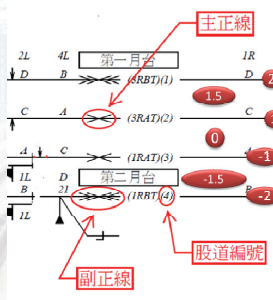 主正線
2L 4L 第一月台 1R
D B (3RBT)(1) D 2
1.5
C A (3RAT)(2) C 1
0
A C (1RAT)(3) A -1
1L D 第二月台 -1.5
B 21 (1RBT)(4) B -2
1L
副正線 股道編號